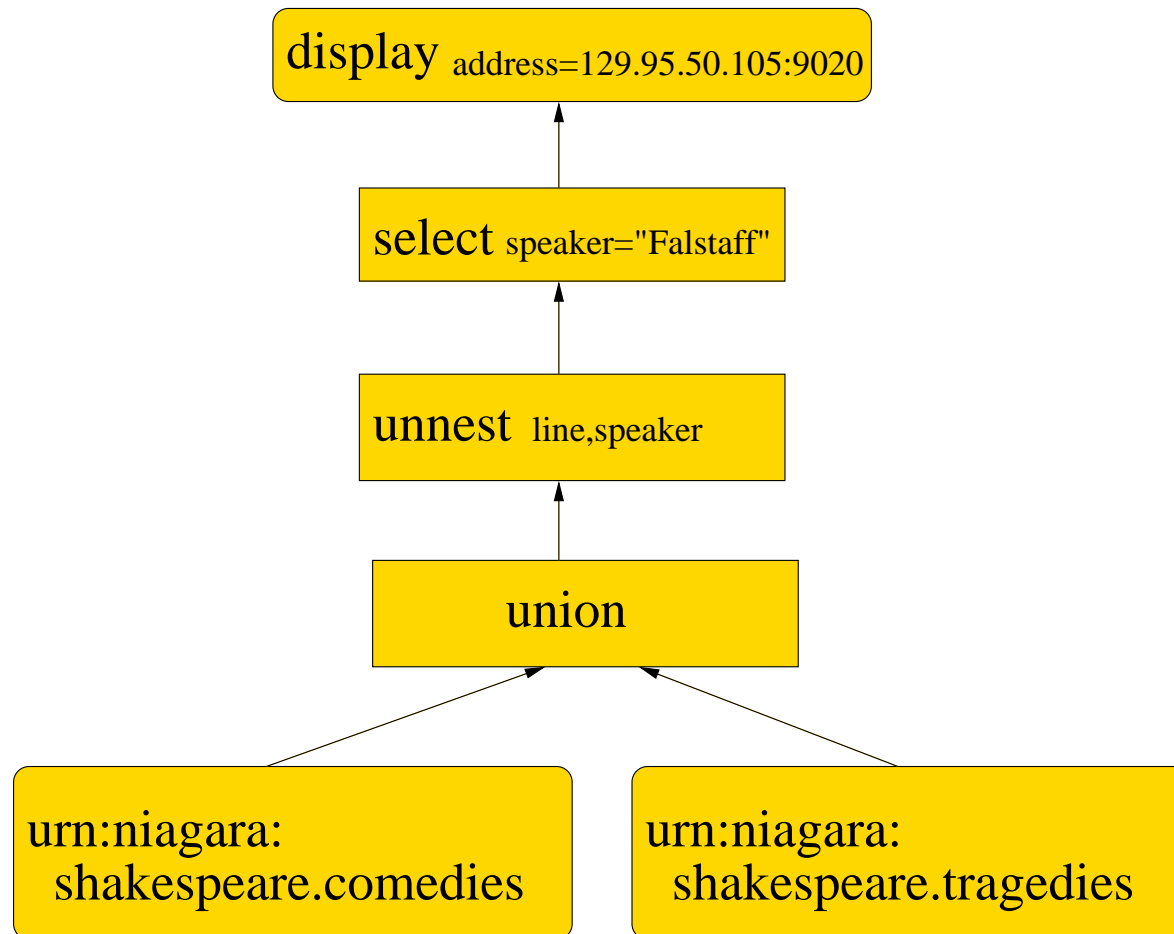 display address=129.95.50.105:9020
select speaker="Falstaff"
unnest line,speaker
union
urn:niagara:
shakespeare.comedies
urn:niagara:
shakespeare.tragedies